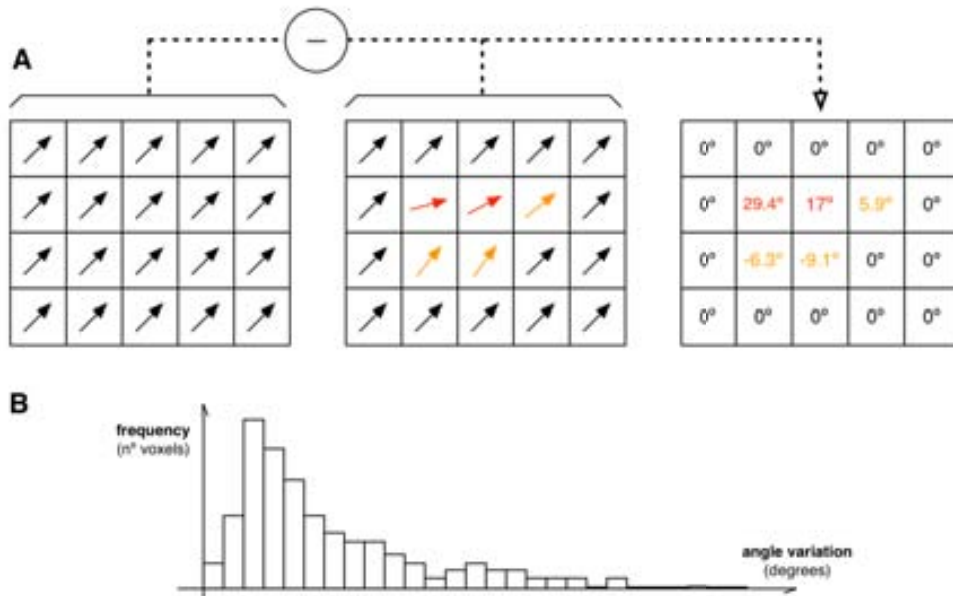 A
0° 0° 0° 0° 0°
0° 29.4° 17° 5.9° 0°
0° -6.3° -9.1° 0° 0°
0° 0° 0° 0° 0°
B
frequency
(n° voxels)
angle variation
(degrees)